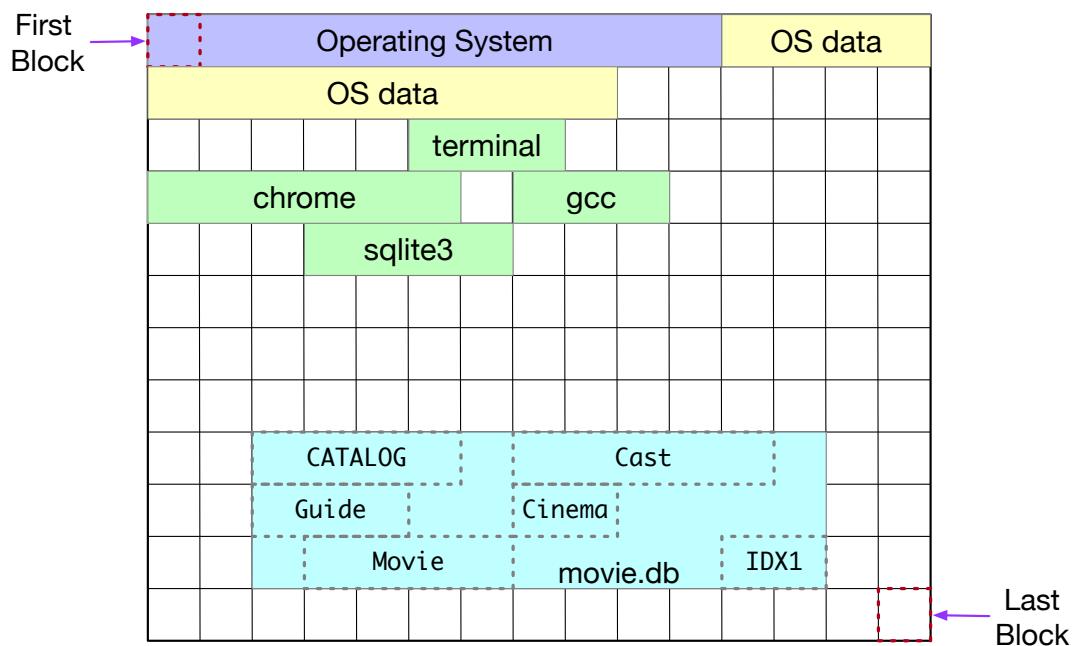 First
Block
Operating System
OS data
OS data
terminal
chrome
gcc
sqlite3
CATALOG
Cast
Guide
Cinema
Movie
movie.db
IDX1
Last
Block